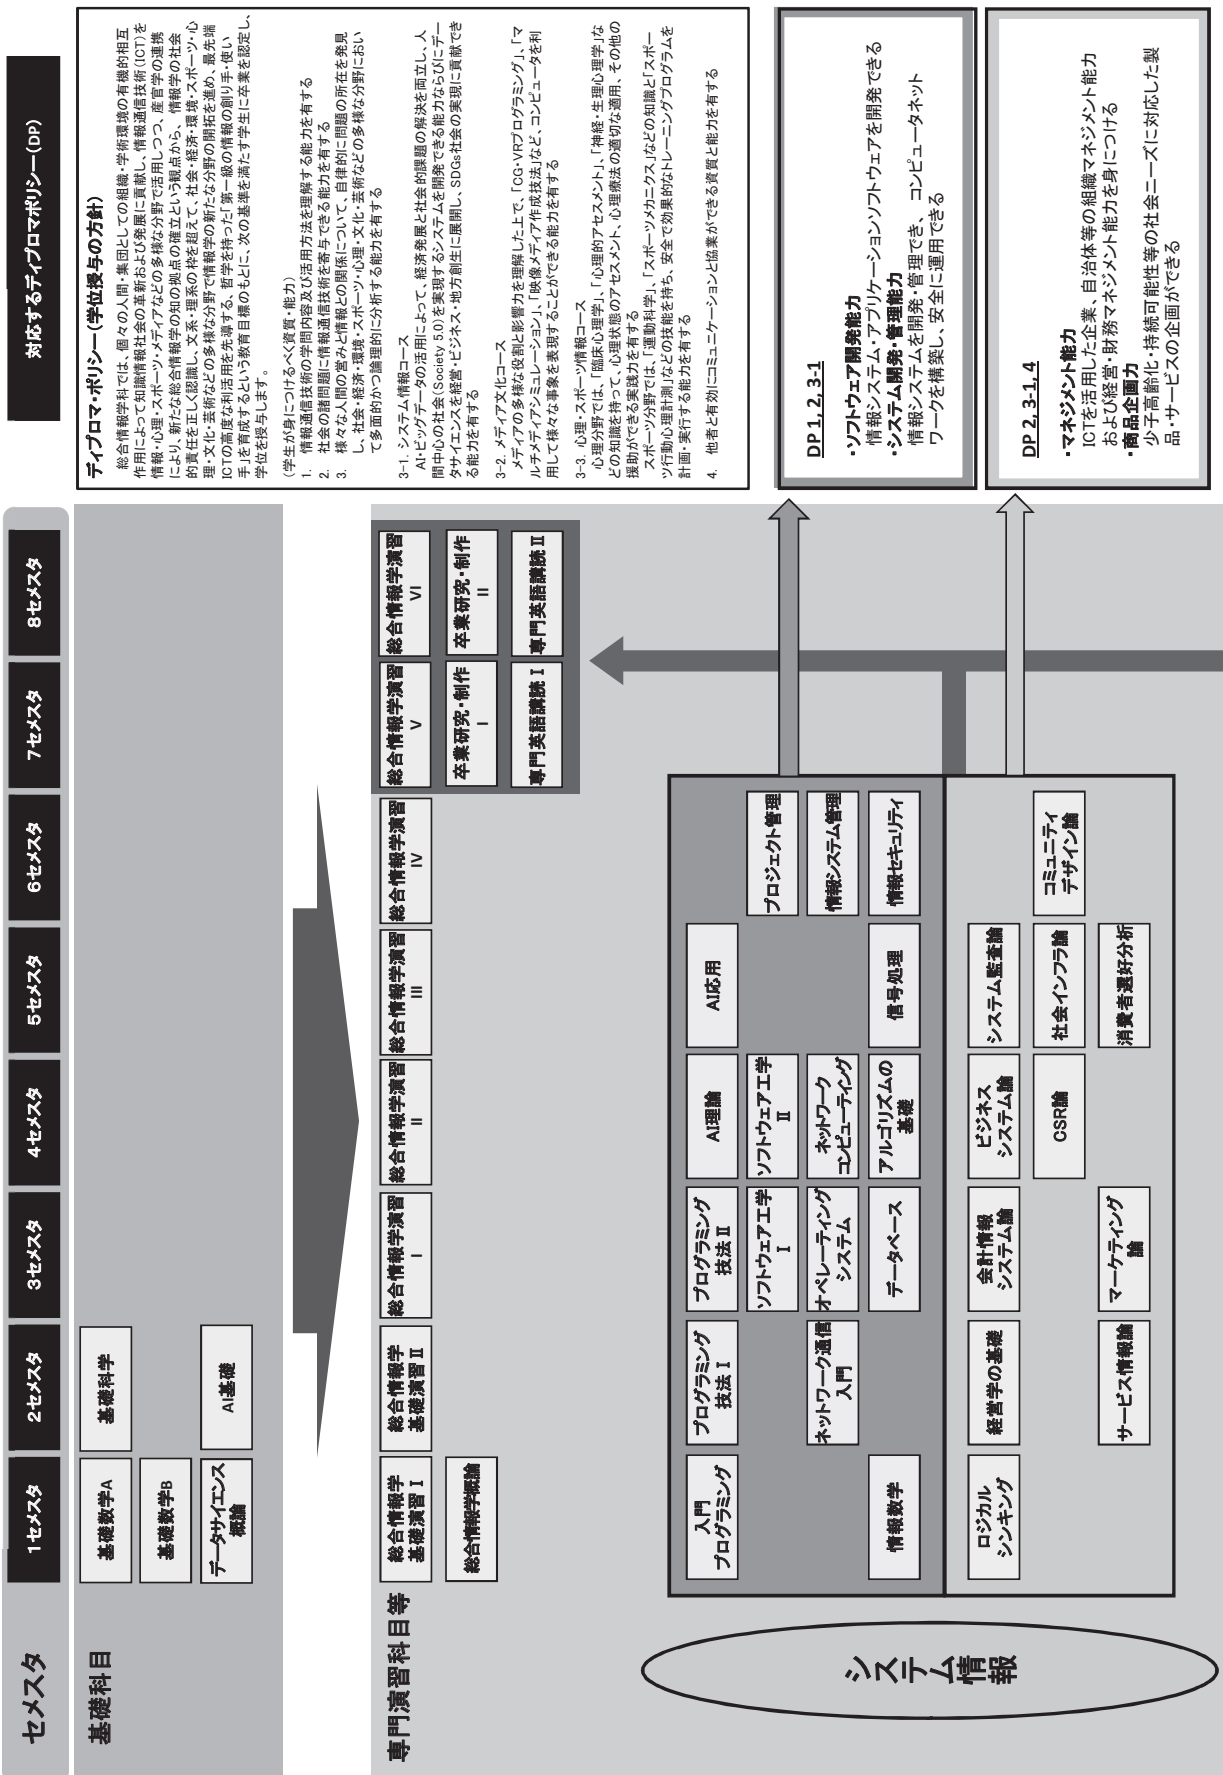 セメスタ
1セメスタ
2セメスタ
3セメスタ
4セメスタ
5セメスタ
6セメスタ
7セメスタ
8セメスタ
対応するディプロマポリシー(DP)
基礎科目
基礎数学A
基礎科学
基礎数学B
データサイエンス
概論
AI基礎
専門演習科目等
総合情報学
基礎演習Ⅰ
総合情報学
基礎演習Ⅱ
総合情報学演習
Ⅰ
総合情報学演習
Ⅱ
総合情報学演習
Ⅲ
総合情報学演習
Ⅳ
総合情報学演習
Ⅴ
総合情報学演習
Ⅵ
総合情報学概論
卒業研究・制作
Ⅰ
卒業研究・制作
Ⅱ
専門英語講読Ⅰ
専門英語講読Ⅱ
システム情報
入門
プログラミング
プログラミング
技法Ⅰ
プログラミング
技法Ⅱ
AI理論
AI応用
ソフトウェア工学
Ⅰ
ソフトウェア工学
Ⅱ
プロジェクト管理
ネットワーク通信
入門
オペレーティング
システム
ネットワーク
コンピューティング
情報システム管理
情報数学
データベース
アルゴリズムの
基礎
信号処理
情報セキュリティ
ロジカル
シンキング
経営学の基礎
会計情報
システム論
ビジネス
システム論
システム監査論
CSR論
社会インフラ論
コミュニティ
デザイン論
サービス情報論
マーケティング
論
消費者選好分析
ディプロマ・ポリシー(学位授与の方針)
総合情報学科では、個々の人間・集団としての組織・学術環境の有機的相互
作用によって知識情報社会の革新および発展に貢献し、情報通信技術(ICT)を
情報・心理・スポーツ・メディアなどの多様な分野で活用しつつ、産官学の連携
により、新たな総合情報学の知の拠点の確立という観点から、情報学の社会
的責任を正しく認識し、文系・理系の枠を超えて、社会・経済・環境・スポーツ・心
理・文化・芸術などの多様な分野で情報学の新たな分野の開拓を進め、最先端
ICTの高度な利活用を先導する、哲学を持った「第一級の情報の創り手・使い
手」を育成するという教育目標のもとに、次の基準を満たす学生に卒業を認定し、
学位を授与します。
(学生が身につけるべく資質・能力)
1. 情報通信技術の学問内容及び活用方法を理解する能力を有する
2. 社会の諸問題に情報通信技術を寄与できる能力を有する
3. 様々な人間の営みと情報との関係について、自律的に問題の所在を発見
し、社会・経済・環境・スポーツ・心理・文化・芸術などの多様な分野におい
て多面的かつ論理的に分析する能力を有する
3-1. システム情報コース
AI・ビッグデータの活用によって、経済発展と社会的課題の解決を両立し、人
間中心の社会(Society 5.0)を実現するシステムを開発できる能力ならびにデー
タサイエンスを経営・ビジネス・地方創生に展開し、SDGs社会の実現に貢献でき
る能力を有する
3-2. メディア文化コース
メディアの多様な役割と影響力を理解した上で、「CG・VRプログラミング」、「マ
ルチメディアシミュレーション」、「映像メディア作成技法」など、コンピュータを利
用して様々な事象を表現することができる能力を有する
3-3. 心理・スポーツ情報コース
心理分野では、「臨床心理学」、「心理的アセスメント」、「神経・生理心理学」な
どの知識を持って、心理状態のアセスメント、心理療法の適切な適用、その他の
援助ができる実践力を有する
スポーツ分野では、「運動科学」、「スポーツメカニクス」などの知識と「スポー
ツ行動心理計測」などの技能を持ち、安全で効果的なトレーニングプログラムを
計画・実行する能力を有する
4. 他者と有効にコミュニケーションと協業ができる資質と能力を有する
DP 1, 2, 3-1
・ソフトウェア開発能力
情報システム・アプリケーションソフトウェアを開発できる
・システム開発・管理能力
情報システムを開発・管理でき、コンピュータネット
ワークを構築し、安全に運用できる
DP 2, 3-1, 4
・マネジメント能力
ICTを活用した企業、自治体等の組織マネジメント能力
および経営・財務マネジメント能力を身につける
・商品企画力
少子高齢化・持続可能性等の社会ニーズに対応した製
品・サービスの企画ができる